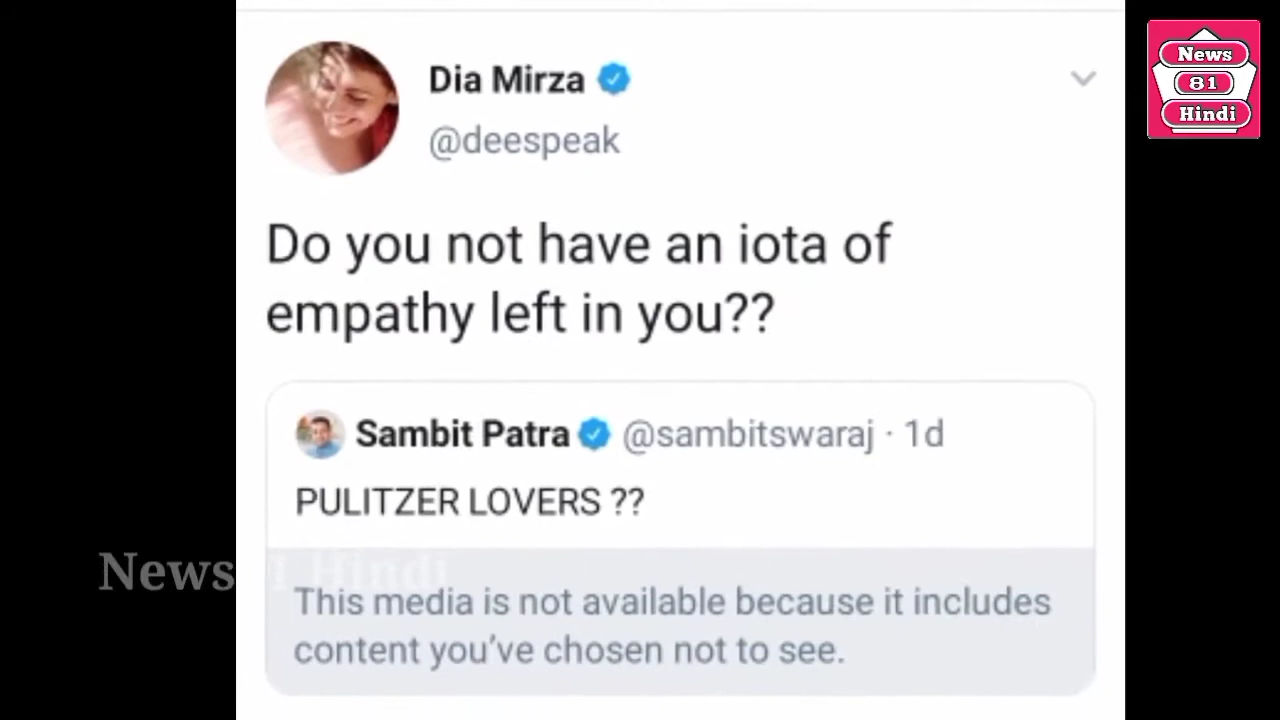 Dia Mirza
@deespeak
News
81
Hindi
Do you not have an iota of
empathy left in you??
Sambit Patra @sambitswaraj · 1d
PULITZER LOVERS ??
News 81 Hindi
This media is not available because it includes
content you've chosen not to see.